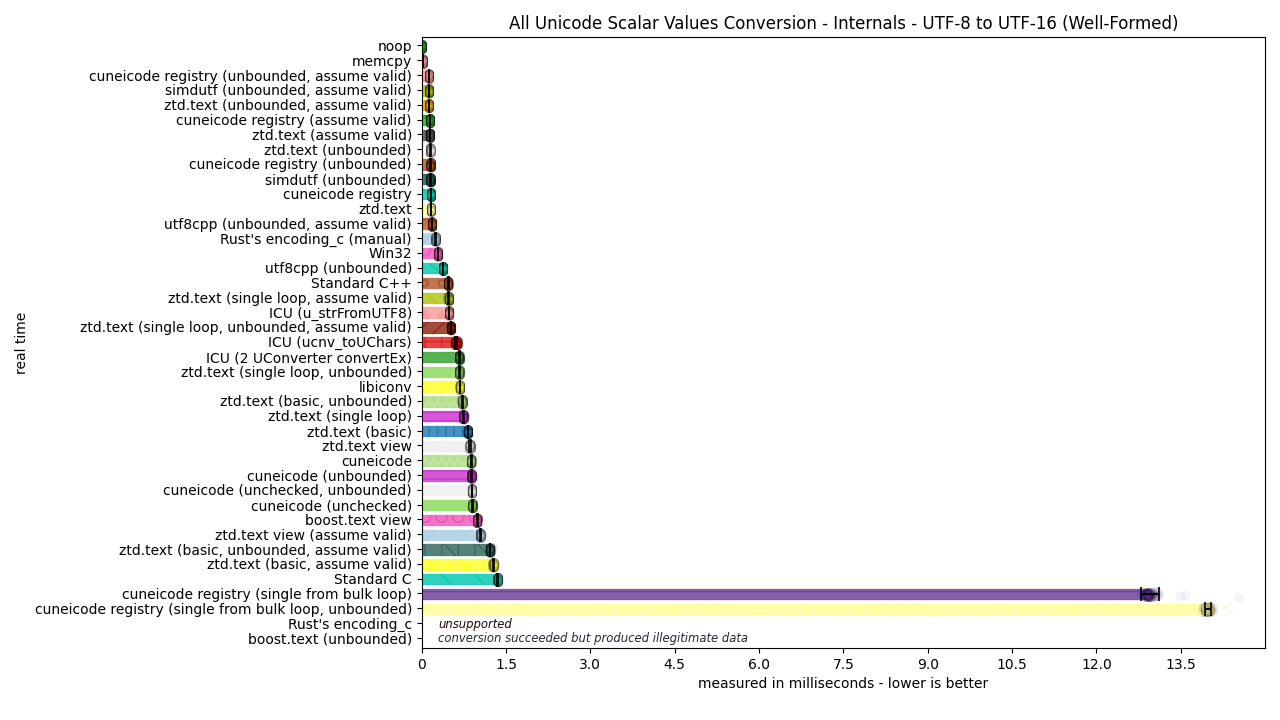 All Unicode Scalar Values Conversion - Internals - UTF-8 to UTF-16 (Well-Formed)
noop
memcpy
cuneicode registry (unbounded, assume valid)
simdutf (unbounded, assume valid)
ztd.text (unbounded, assume valid)
cuneicode registry (assume valid)
ztd.text (assume valid)
ztd.text (unbounded)
cuneicode registry (unbounded)
simdutf (unbounded)
cuneicode registry
ztd.text
utf8cpp (unbounded, assume valid)
Rust's encoding_c (manual)
Win32
utf8cpp (unbounded)
Standard C++
ztd.text (single loop, assume valid)
ICU (u_strFromUTF8)
ztd.text (single loop, unbounded, assume valid)
ICU (ucnv_toUChars)
ICU (2 UConverter convertEx)
ztd.text (single loop, unbounded)
libiconv
ztd.text (basic, unbounded)
ztd.text (single loop)
ztd.text (basic)
ztd.text view
cuneicode
cuneicode (unbounded)
cuneicode (unchecked, unbounded)
cuneicode (unchecked)
boost.text view
ztd.text view (assume valid)
ztd.text (basic, unbounded, assume valid)
ztd.text (basic, assume valid)
Standard C
cuneicode registry (single from bulk loop)
cuneicode registry (single from bulk loop, unbounded)
Rust's encoding_c unsupported
boost.text (unbounded) conversion succeeded but produced illegitimate data
real time
0 1.5 3.0 4.5 6.0 7.5 9.0 10.5 12.0 13.5
measured in milliseconds - lower is better